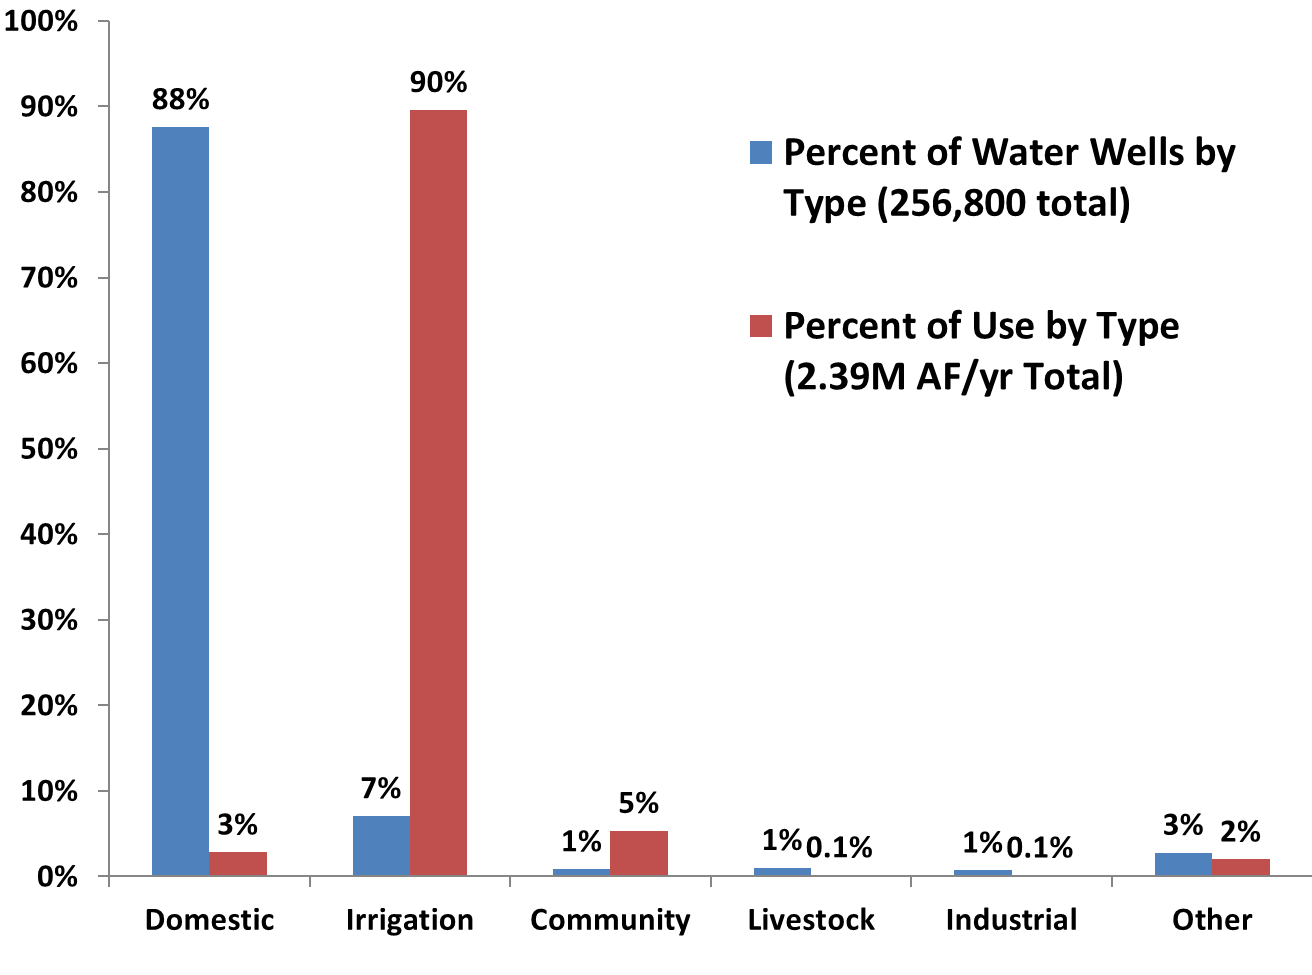 100%
90%
80%
70%
60%
50%
40%
30%
20%
10%
0%
88%
3%
7%
90%
1%
5%
1%
0.1%
1%
0.1%
3%
2%
Domestic
Irrigation
Community
Livestock
Industrial
Other
Percent of Water Wells by
Type (256,800 total)
Percent of Use by Type
(2.39M AF/yr Total)